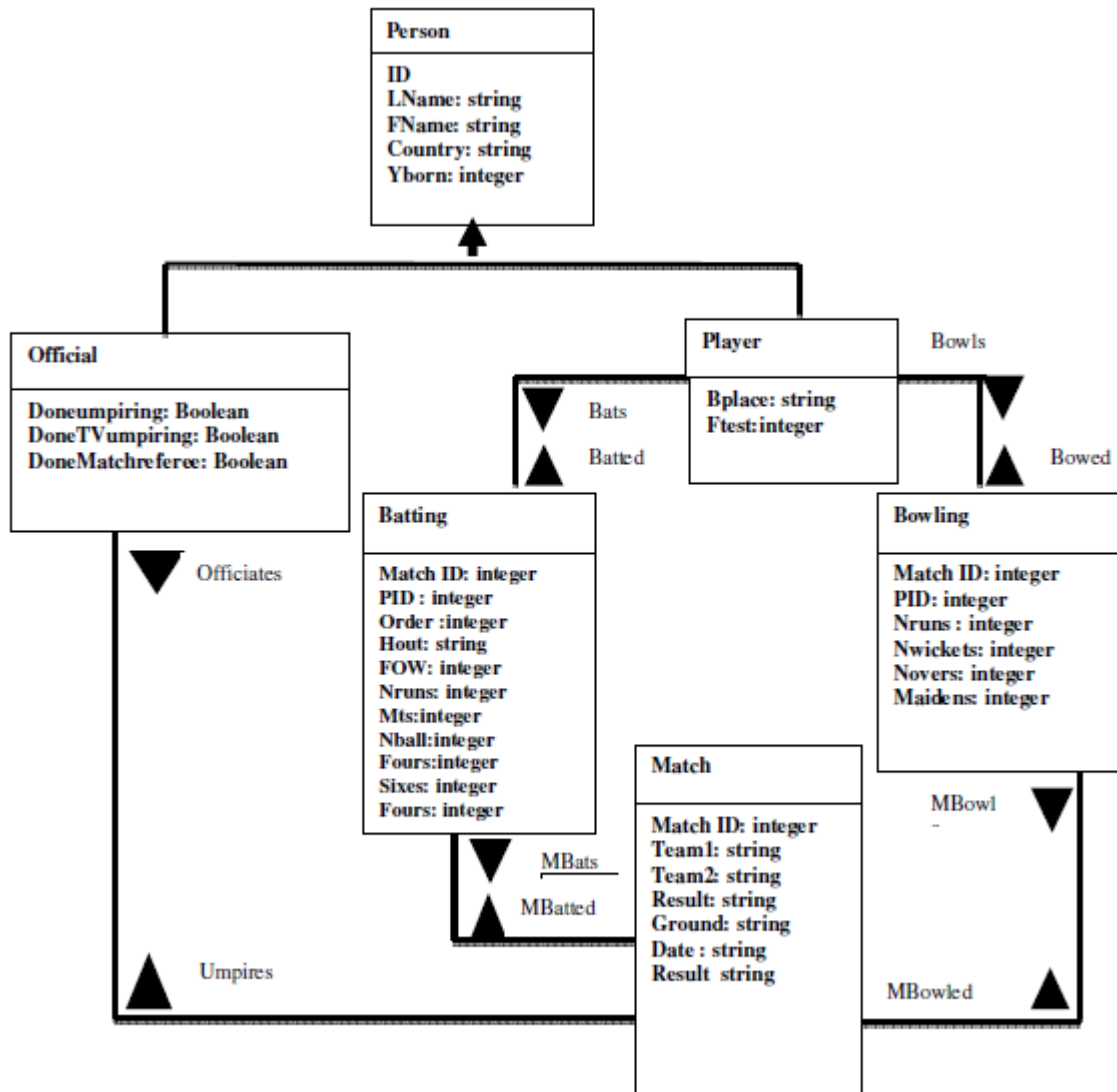 Person
ID
LName: string
FName: string
Country: string
Yborn: integer
Official
Doneumpiring: Boolean
DoneTVumpiring: Boolean
DoneMatchreferee: Boolean
Player
Bplace: string
Ftest:integer
Bowls
Bats
Batted
Bowed
Batting
Match ID: integer
PID : integer
Order :integer
Hout: string
FOW: integer
Nruns: integer
Mts:integer
Nball:integer
Fours:integer
Sixes: integer
Fours: integer
Bowling
Match ID: integer
PID: integer
Nruns : integer
Nwickets: integer
Novers: integer
Maidens: integer
Officiates
Match
Match ID: integer
Team1: string
Team2: string
Result: string
Ground: string
Date : string
Result string
MBowl
MBats
MBatted
Umpires
MBowled